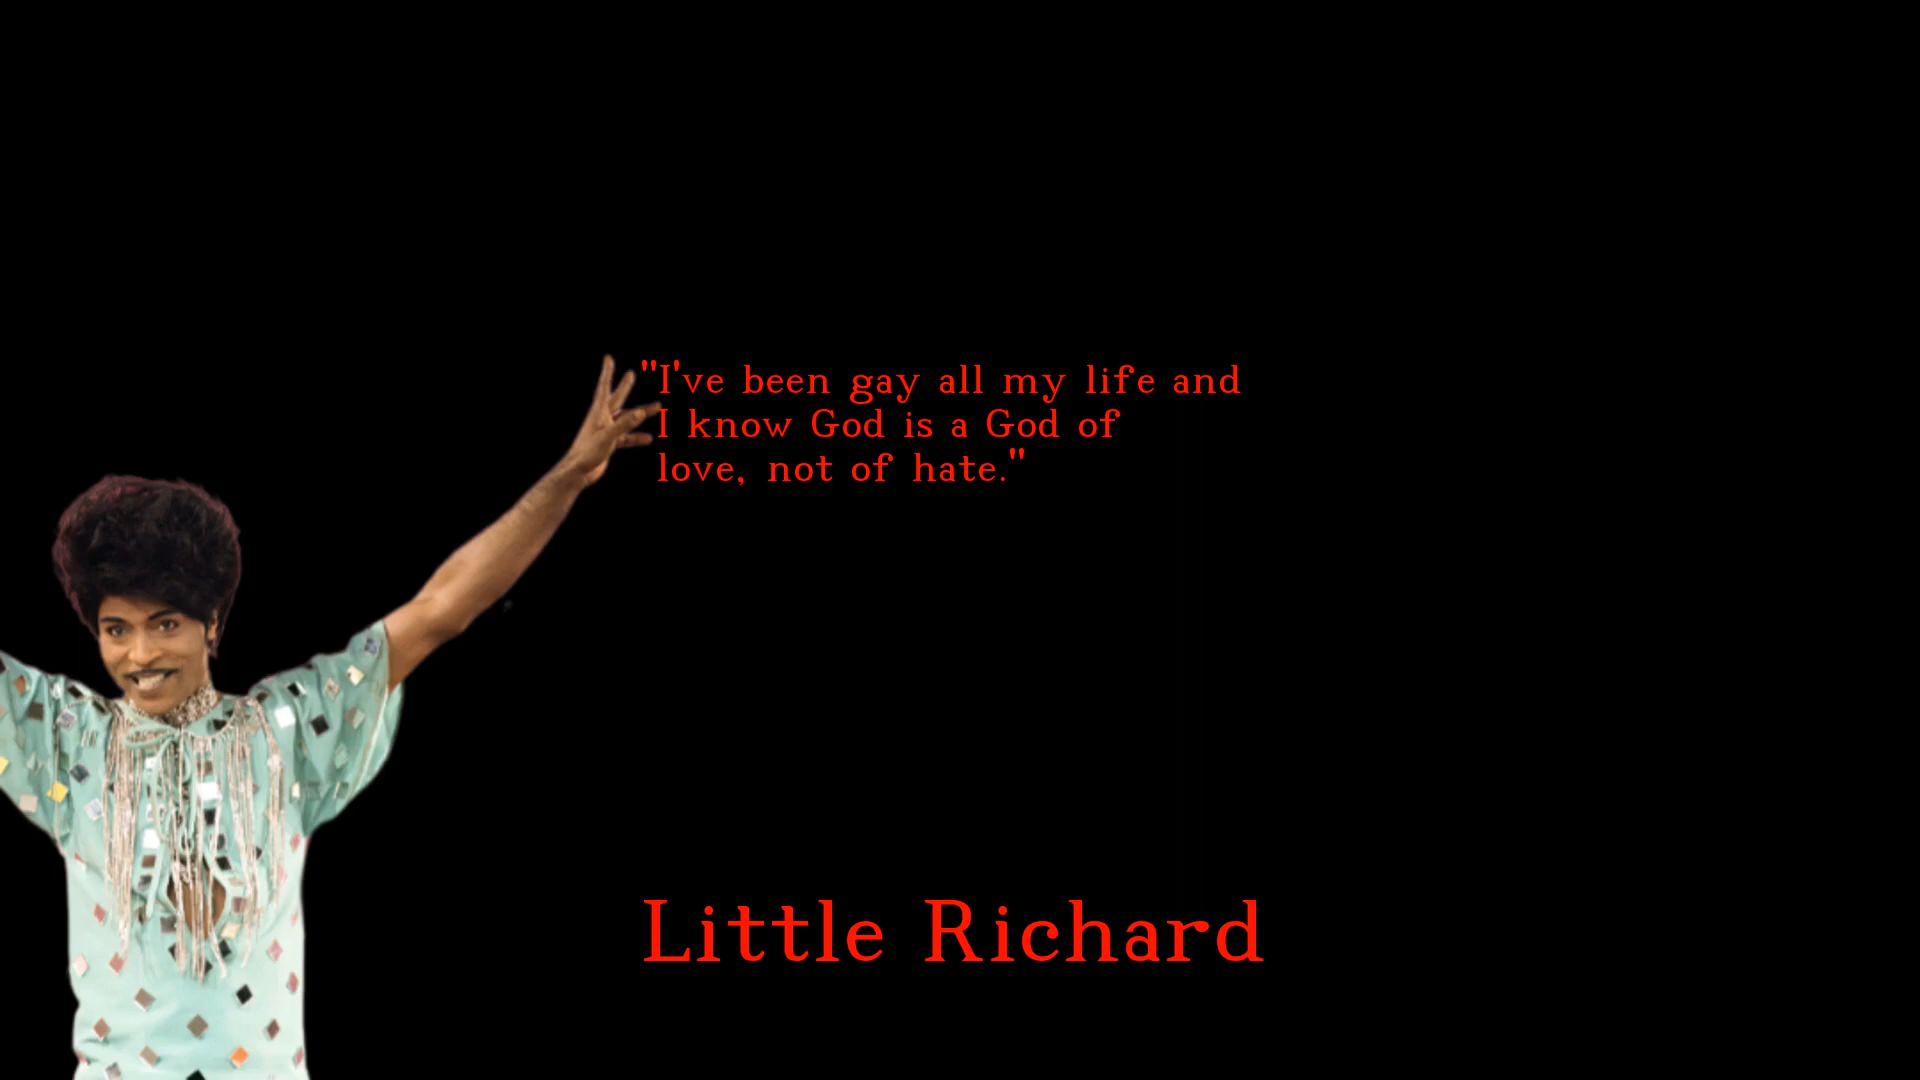 "I've been gay all my life and
I know God is a God of
love, not of hate."
Little Richard